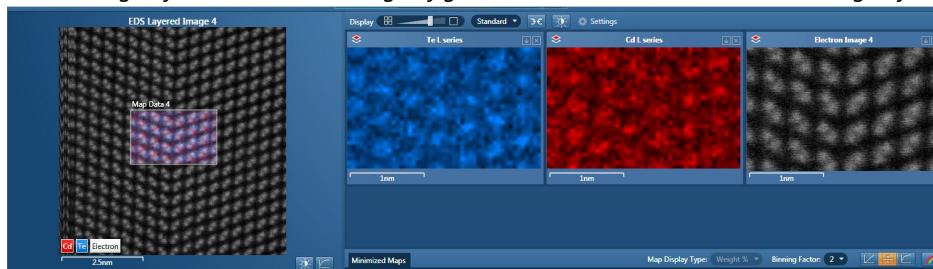 EDS Layered Image 4
Map Data 4
Cd Te Electron
2.5nm
Display Standard Settings
Te L series
Cd L series
Electron Image 4
1nm
1nm
1nm
Minimized Maps
Map Display Type: Weight % Binning Factor: 2